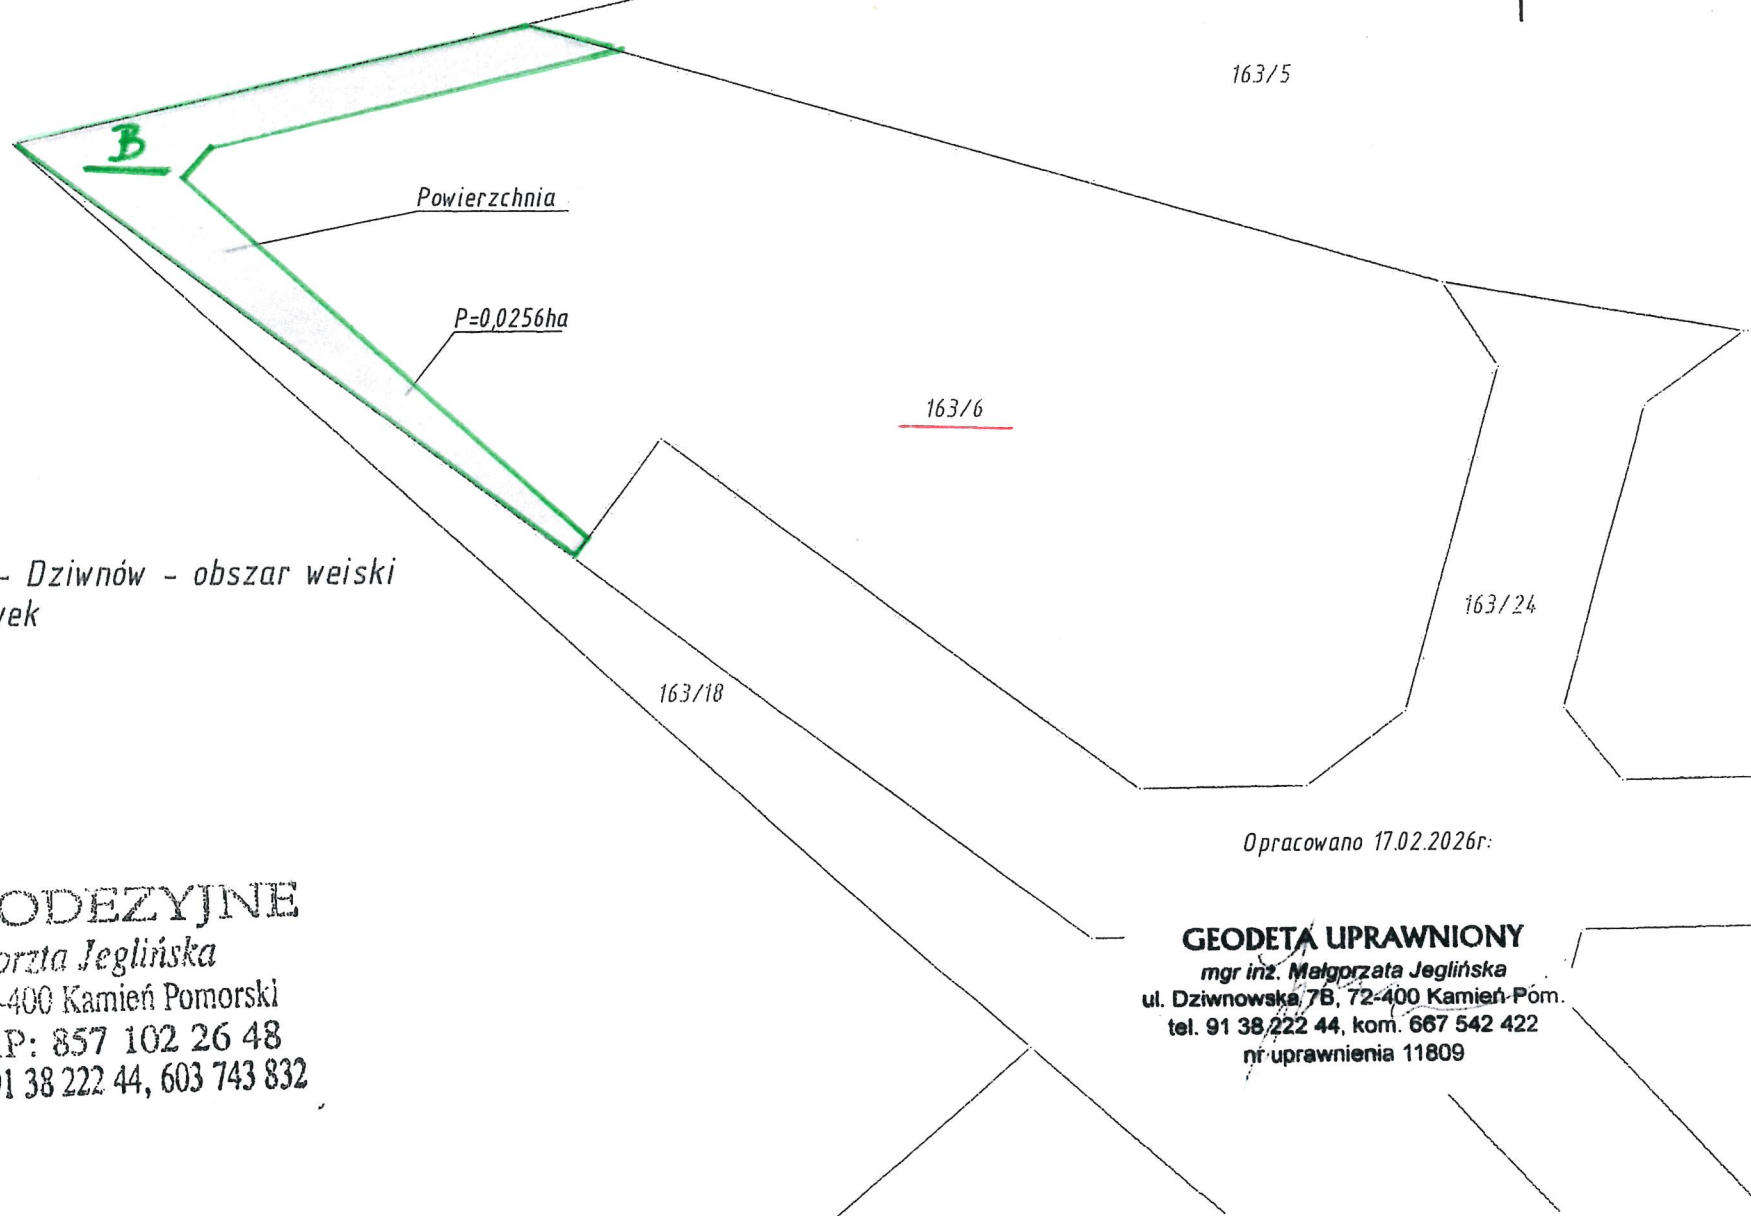 163/5
B
Powierzchnia
P=0,0256ha
163/6
- Dziwnów - obszar weiski
wek
163/24
163/18
Opracowano 17.02.2026r.
ODEZYJNE
orzta Jeglińska
-400 Kamień Pomorski
P: 857 102 26 48
91 38 222 44, 603 743 832
GEODETA UPRAWNIONY
mgr inż. Małgorzata Jeglińska
ul. Dziwnowska 7B, 72-400 Kamień Pom.
tel. 91 38 222 44, kom. 667 542 422
nr uprawnienia 11809